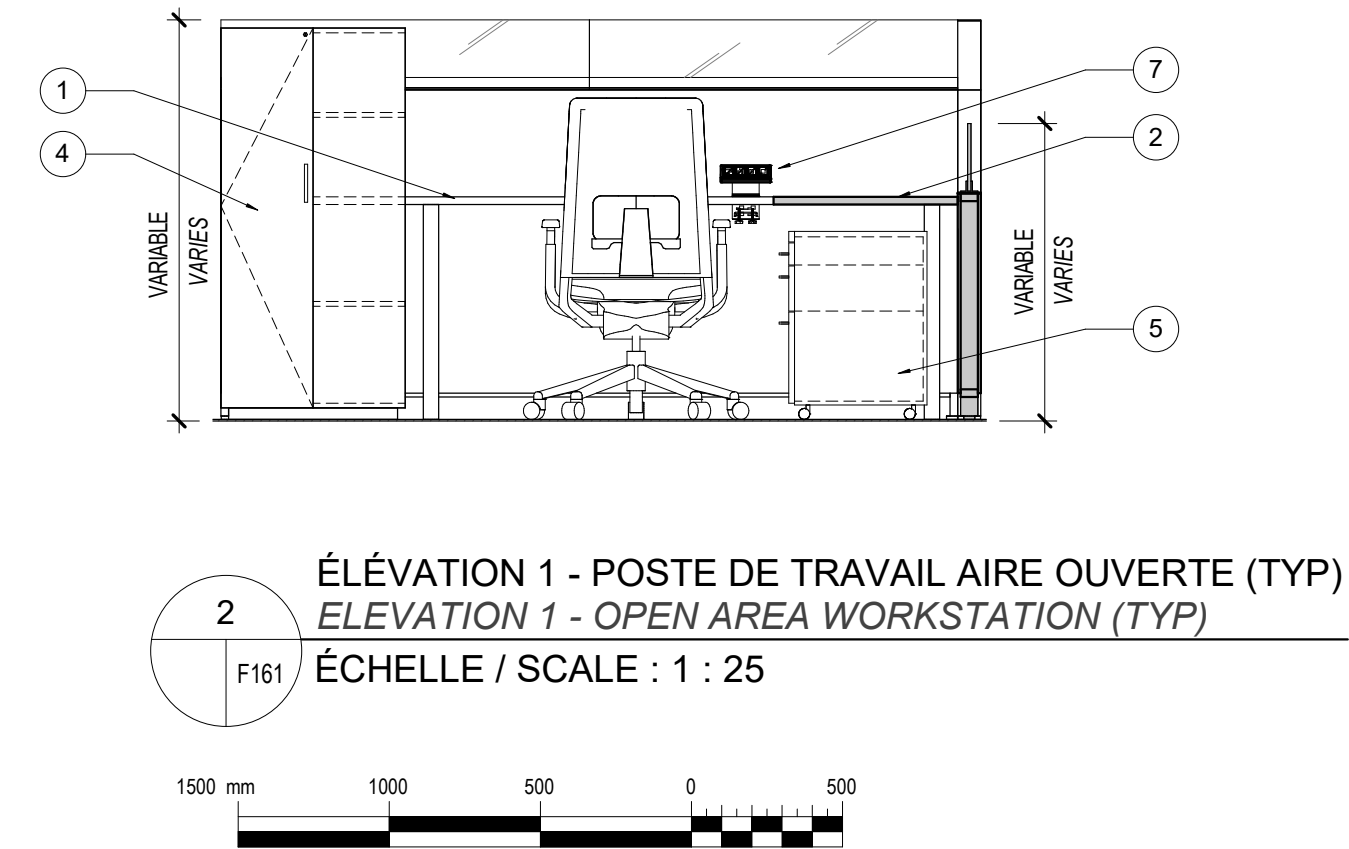 1
4
7
2
5
VARIABLE
VARIES
VARIABLE
VARIES
2
F161
ÉLÉVATION 1 - POSTE DE TRAVAIL AIRE OUVERTE (TYP)
ELEVATION 1 - OPEN AREA WORKSTATION (TYP)
ÉCHELLE / SCALE : 1 : 25
1500 mm 1000 500 0 500